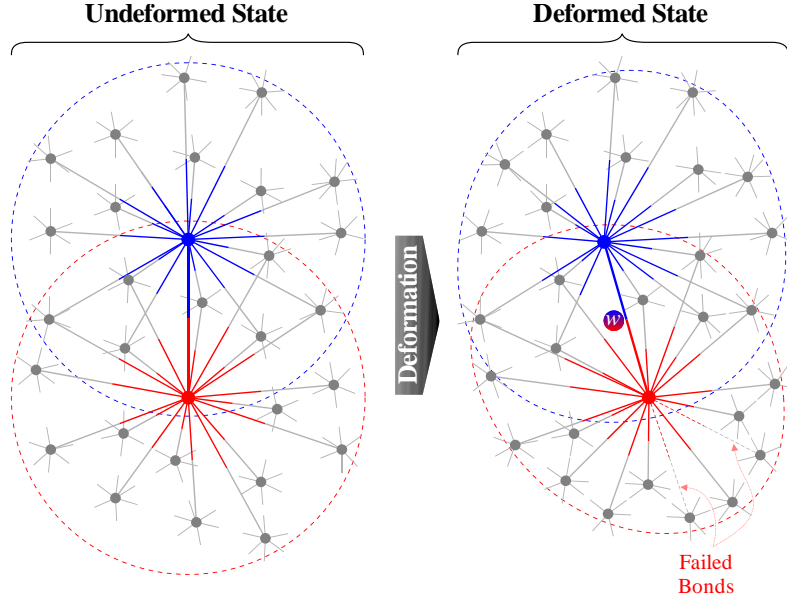 Undeformed State
Deformed State
Deformation
w
Failed
Bonds